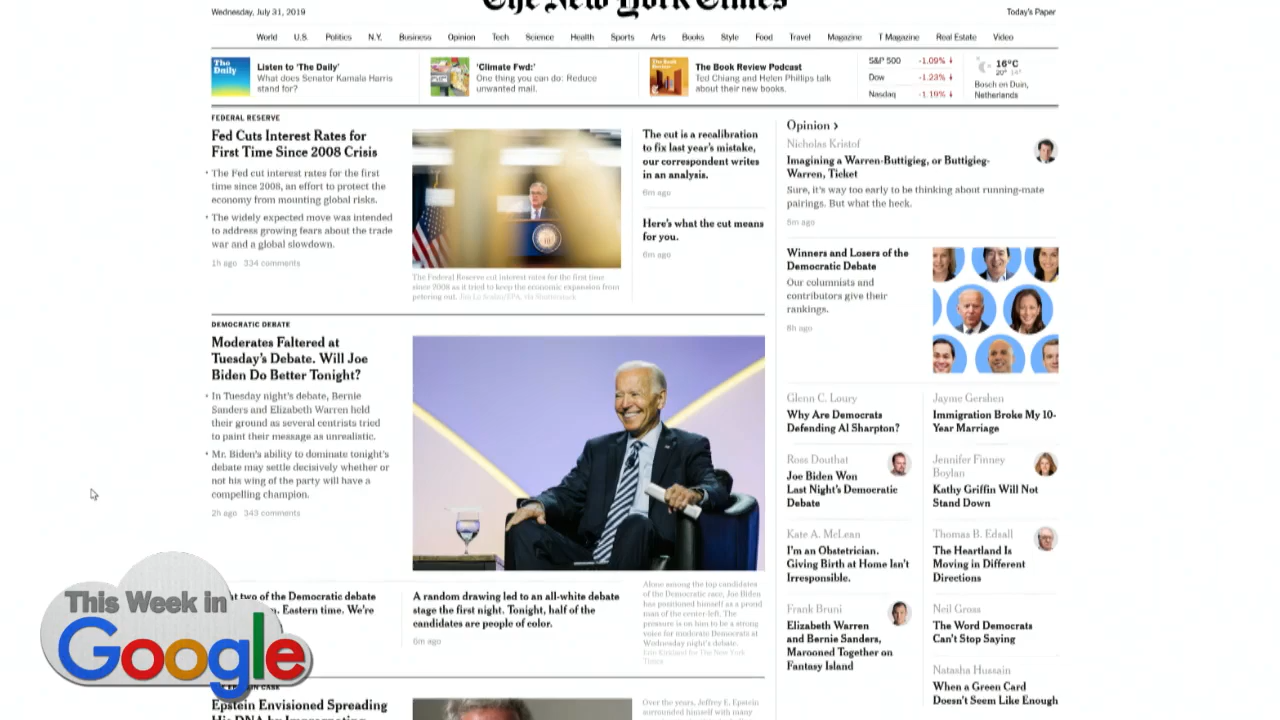 The New York Times
Wednesday, July 31, 2019
Today's Paper
World U.S. Politics N.Y. Business Opinion Tech Science Health Sports Arts Books Style Food Travel Magazine T Magazine Real Estate Video
The Daily
Listen to 'The Daily'
What does Senator Kamala Harris
stand for?
'Climate Fwd:'
One thing you can do: Reduce
unwanted mail.
The Book Review Podcast
Ted Chiang and Helen Phillips talk
about their new books.
S&P 500 -1.09% ↓
Dow -1.23% ↓
Nasdaq -1.19% ↓
16°C
20° 14°
Bosch en Duin,
Netherlands
FEDERAL RESERVE
Fed Cuts Interest Rates for
First Time Since 2008 Crisis
• The Fed cut interest rates for the first
time since 2008, an effort to protect the
economy from mounting global risks.
• The widely expected move was intended
to address growing fears about the trade
war and a global slowdown.
1h ago 334 comments
The Federal Reserve cut interest rates for the first time
since 2008 as it tried to keep the economic expansion from
petering out. Jim Lo Scalzo/EPA, via Shutterstock
The cut is a recalibration
to fix last year's mistake,
our correspondent writes
in an analysis.
6m ago
Here's what the cut means
for you.
6m ago
DEMOCRATIC DEBATE
Moderates Faltered at
Tuesday's Debate. Will Joe
Biden Do Better Tonight?
• In Tuesday night's debate, Bernie
Sanders and Elizabeth Warren held
their ground as several centrists tried
to paint their message as unrealistic.
• Mr. Biden's ability to dominate tonight's
debate may settle decisively whether or
not his wing of the party will have a
compelling champion.
2h ago 343 comments
t two of the Democratic debate
. Eastern time. We're
A random drawing led to an all-white debate
stage the first night. Tonight, half of the
candidates are people of color.
6m ago
Alone among the top candidates
of the Democratic race, Joe Biden
has positioned himself as a proud
man of the center-left. The
pressure is on him to be a strong
voice for moderate Democrats at
Wednesday night's debate.
Eric Kirkland for The New York
Times
CASE
Epstein Envisioned Spreading
His DNA by Impregnating
Over the years, Jeffrey E. Epstein
surrounded himself with many
Opinion ›
Nicholas Kristof
Imagining a Warren-Buttigieg, or Buttigieg-
Warren, Ticket
Sure, it's way too early to be thinking about running-mate
pairings. But what the heck.
5m ago
Winners and Losers of the
Democratic Debate
Our columnists and
contributors give their
rankings.
8h ago
Glenn C. Loury
Why Are Democrats
Defending Al Sharpton?
Jayme Gershen
Immigration Broke My 10-
Year Marriage
Ross Douthat
Joe Biden Won
Last Night's Democratic
Debate
Jennifer Finney
Boylan
Kathy Griffin Will Not
Stand Down
Kate A. McLean
I'm an Obstetrician.
Giving Birth at Home Isn't
Irresponsible.
Thomas B. Edsall
The Heartland Is
Moving in Different
Directions
Frank Bruni
Elizabeth Warren
and Bernie Sanders,
Marooned Together on
Fantasy Island
Neil Gross
The Word Democrats
Can't Stop Saying
Natasha Hussain
When a Green Card
Doesn't Seem Like Enough
This Week in
Google